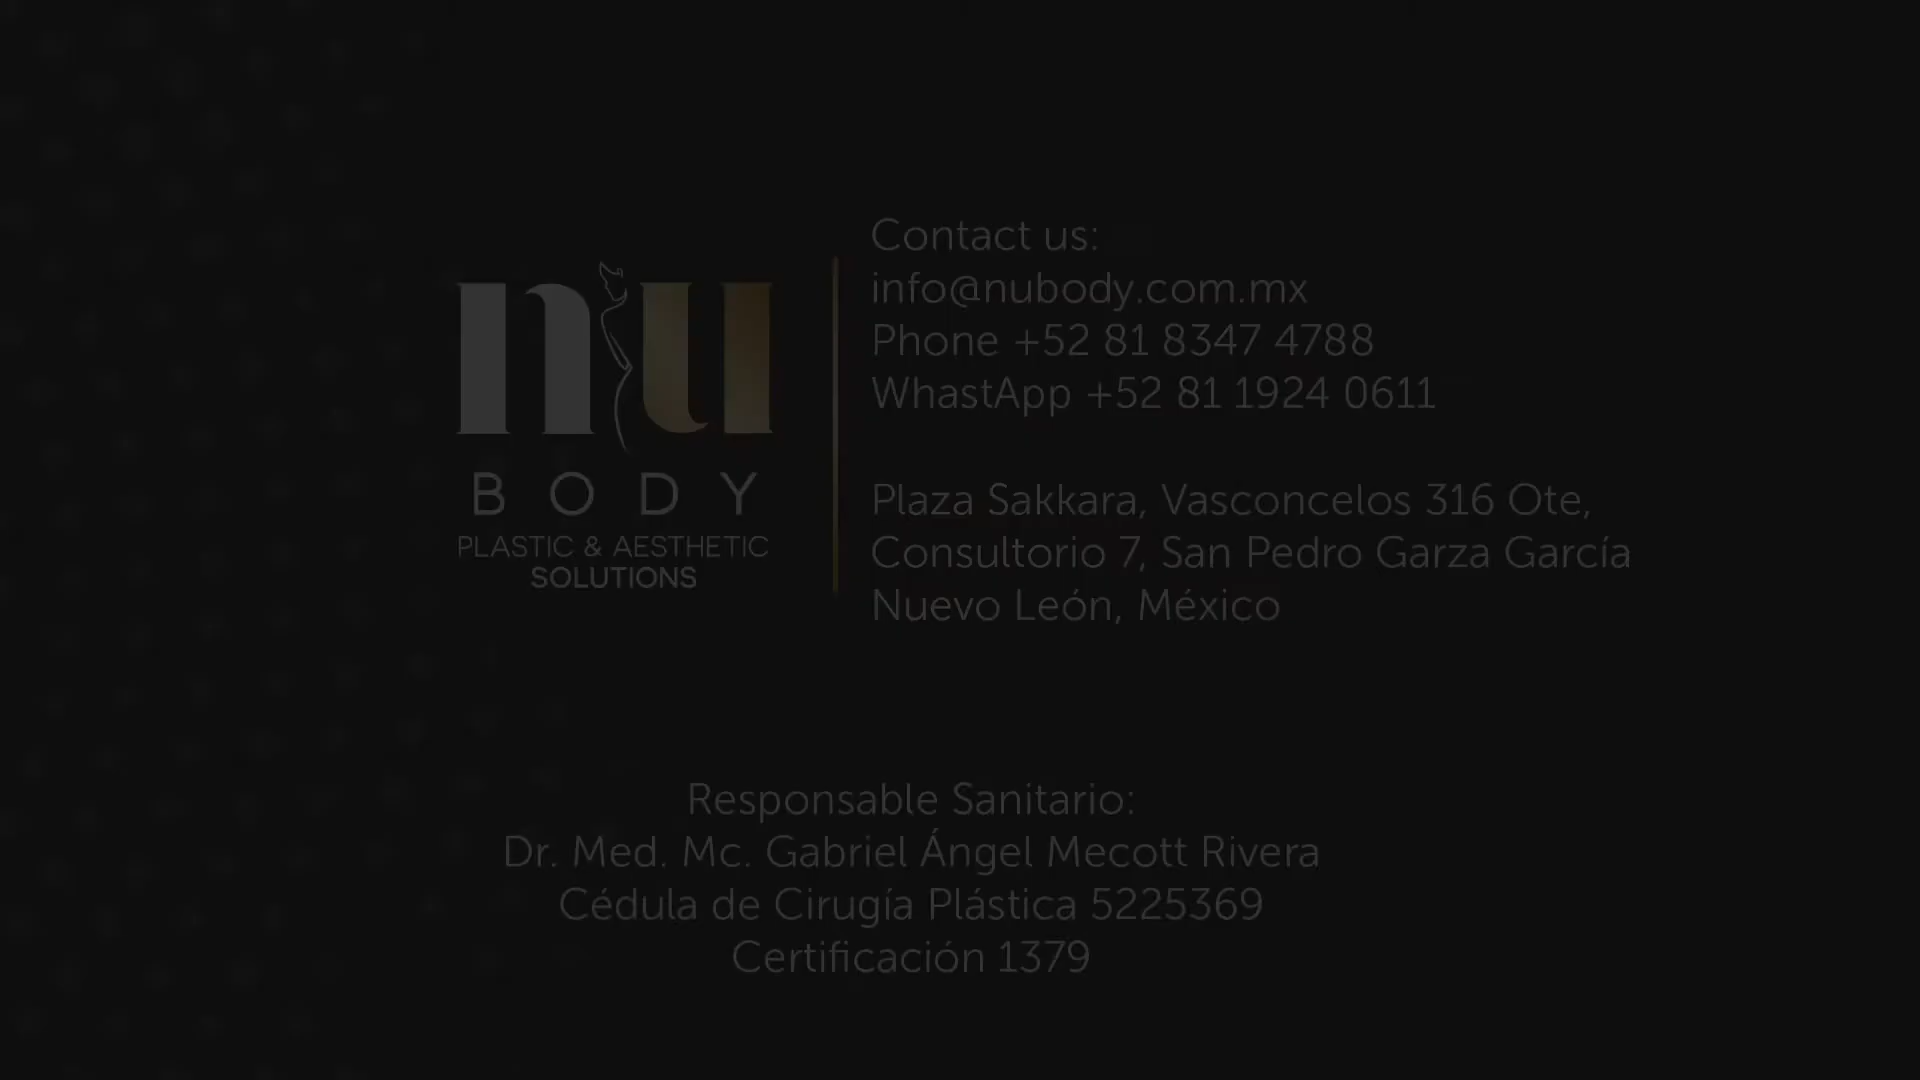 nu
BODY
PLASTIC & AESTHETIC
SOLUTIONS
Contact us:
info@nubody.com.mx
Phone +52 81 8347 4788
WhastApp +52 81 1924 0611
Plaza Sakkara, Vasconcelos 316 Ote,
Consultorio 7, San Pedro Garza García
Nuevo León, México
Responsable Sanitario:
Dr. Med. Mc. Gabriel Ángel Mecott Rivera
Cédula de Cirugía Plástica 5225369
Certificación 1379